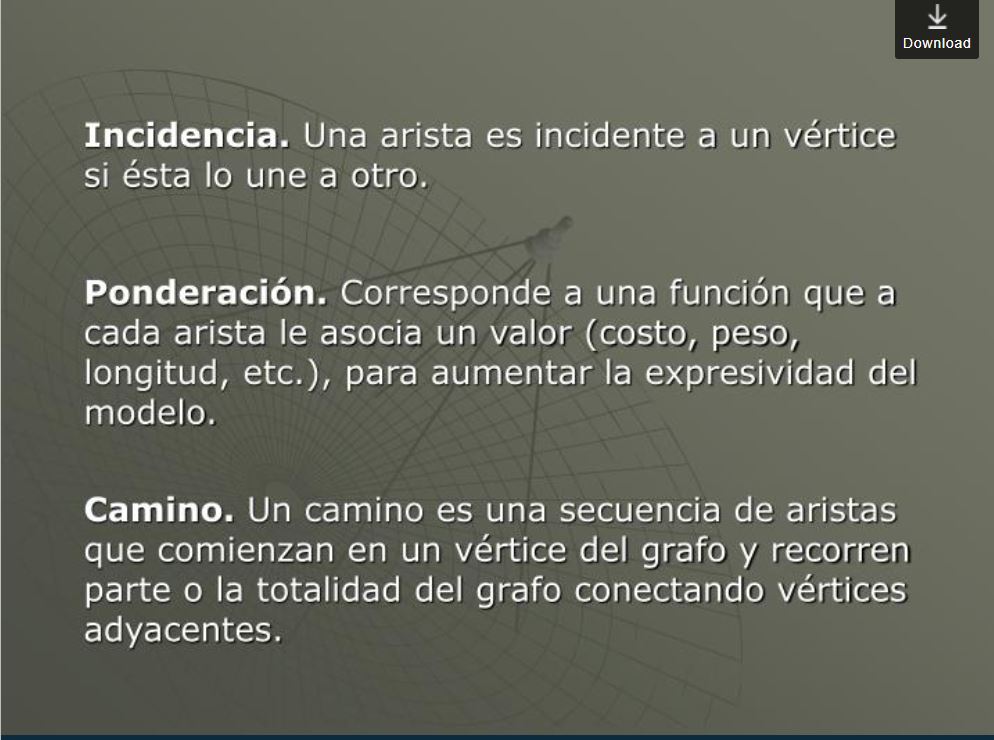 Download
Incidencia. Una arista es incidente a un vértice
si ésta lo une a otro.
Ponderación. Corresponde a una función que a
cada arista le asocia un valor (costo, peso,
longitud, etc.), para aumentar la expresividad del
modelo.
Camino. Un camino es una secuencia de aristas
que comienzan en un vértice del grafo y recorren
parte o la totalidad del grafo conectando vértices
adyacentes.